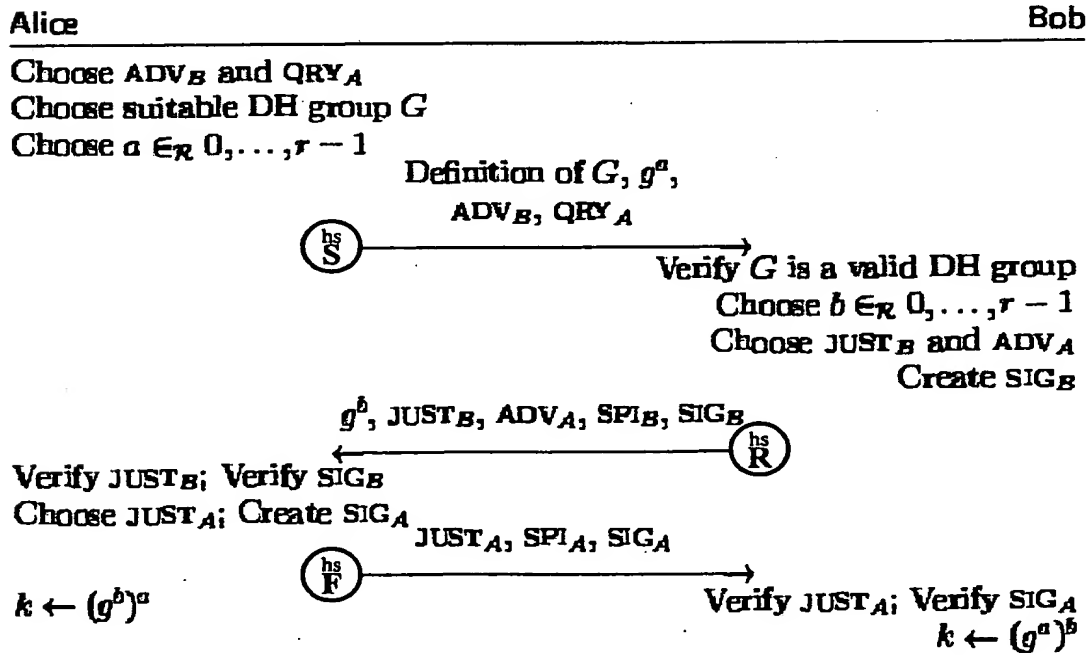 Alice Bob
Choose ADV_B and QRY_A
Choose suitable DH group G
Choose a ∈_R 0,...,r − 1
Definition of G, g^a,
ADV_B, QRY_A
hs
S
Verify G is a valid DH group
Choose b ∈_R 0,...,r − 1
Choose JUST_B and ADV_A
Create SIG_B
g^b, JUST_B, ADV_A, SPI_B, SIG_B
hs
R
Verify JUST_B; Verify SIG_B
Choose JUST_A; Create SIG_A
JUST_A, SPI_A, SIG_A
hs
F
k ← (g^b)^a
Verify JUST_A; Verify SIG_A
k ← (g^a)^b